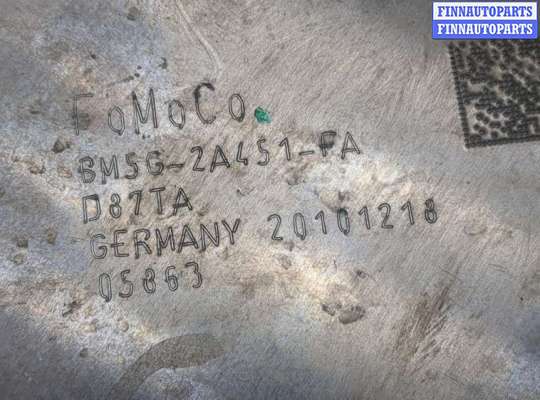 FINNAUTOPARTS
FINNAUTOPARTS
FoMoCo
BM5G-2A451-FA
D87TA
GERMANY 20101218
05863